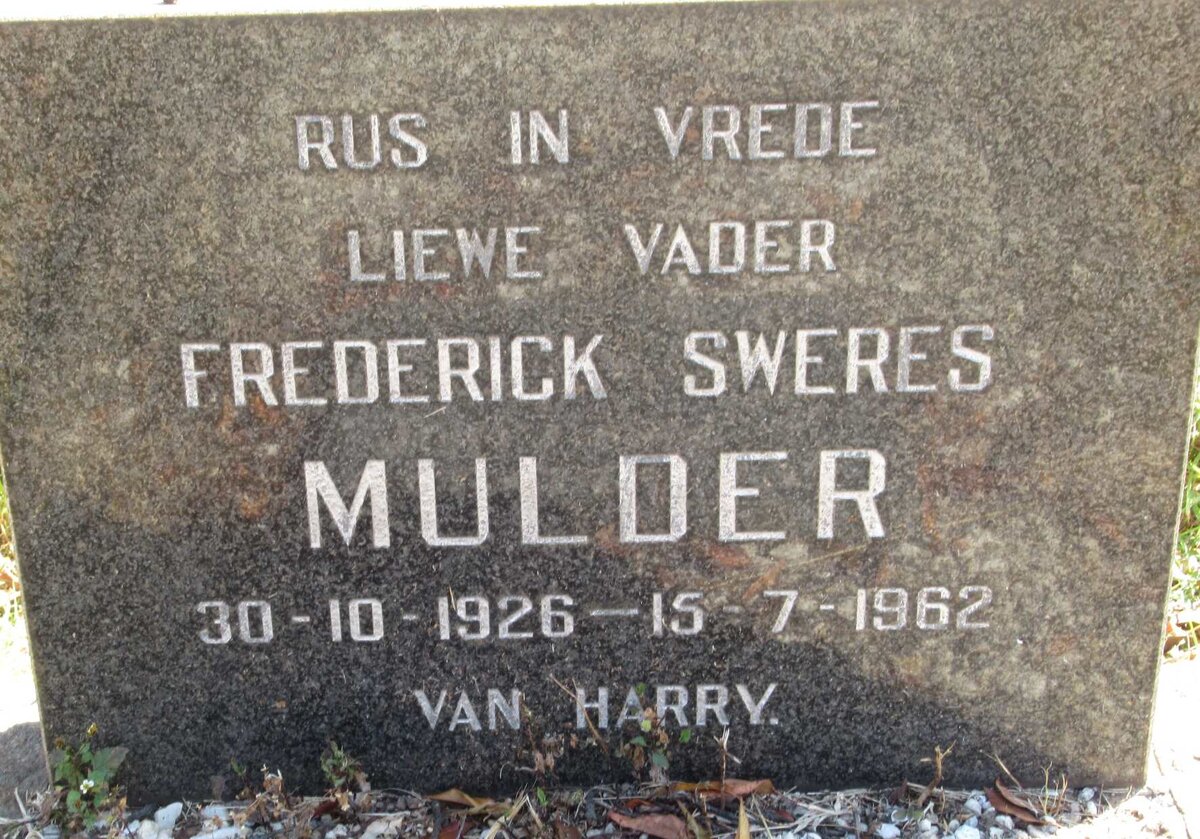 RUS IN VREDE
LIEWE VADER
FREDERICK SWERES
MULDER
30-10-1926—15-7-1962
VAN HARRY.